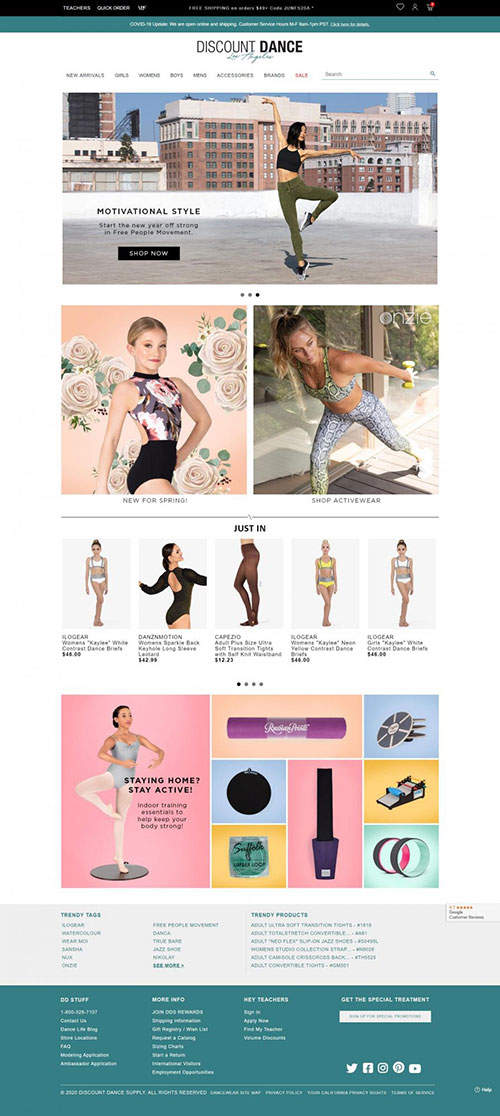 TEACHERS QUICK ORDER VIP FREE SHIPPING on orders $49+ Code JUNFS20A *
COVID-19 Update: We are open online and shipping. Customer Service Hours M-F 9am-1pm PST. Click here for details.
DISCOUNT DANCE
Los Angeles
NEW ARRIVALS GIRLS WOMENS BOYS MENS ACCESSORIES BRANDS SALE Search
MOTIVATIONAL STYLE
Start the new year off strong
in Free People Movement.
SHOP NOW
onzie
NEW FOR SPRING! SHOP ACTIVEWEAR
JUST IN
ILOGEAR
Womens "Kaylee" White
Contrast Dance Briefs
$46.00
DANZNMOTION
Womens Sparkle Back
Keyhole Long Sleeve
Leotard
$42.99
CAPEZIO
Adult Plus Size Ultra
Soft Transition Tights
with Self Knit Waistband
$12.23
ILOGEAR
Womens "Kaylee" Neon
Yellow Contrast Dance
Briefs
$46.00
ILOGEAR
Girls "Kaylee" White
Contrast Dance Briefs
$46.00
STAYING HOME?
STAY ACTIVE!
Indoor training
essentials to
help keep your
body strong!
Russian Pointe
Suffolk
TRENDY TAGS
ILOGEAR
WATERCOLOUR
WEAR MOI
SANSHA
NUX
ONZIE
FREE PEOPLE MOVEMENT
DANCA
TRUE BARE
JAZZ SHOE
NIKOLAY
SEE MORE >
TRENDY PRODUCTS
ADULT ULTRA SOFT TRANSITION TIGHTS - #1816
ADULT TOTALSTRETCH CONVERTIBLE... - #A81
ADULT "NEO FLEX" SLIP-ON JAZZ SHOES - #S0495L
WOMENS STUDIO COLLECTION STRAP... - #N8026
ADULT CAMISOLE CRISSCROSS BACK... - #TH5525
ADULT CONVERTIBLE TIGHTS - #GM301
4.7
Google
Customer Reviews
DD STUFF
1-800-328-7107
Contact Us
Dance Life Blog
Store Locations
FAQ
Modeling Application
Ambassador Application
MORE INFO
JOIN DDS REWARDS
Shipping Information
Gift Registry / Wish List
Request a Catalog
Sizing Charts
Start a Return
International Visitors
Employment Opportunities
HEY TEACHERS
Sign In
Apply Now
Find My Teacher
Volume Discounts
GET THE SPECIAL TREATMENT
SIGN UP FOR SPECIAL PROMOTIONS
Help
© 2020 DISCOUNT DANCE SUPPLY. ALL RIGHTS RESERVED DANCEWEAR SITE MAP PRIVACY POLICY YOUR CALIFORNIA PRIVACY RIGHTS TERMS OF SERVICE